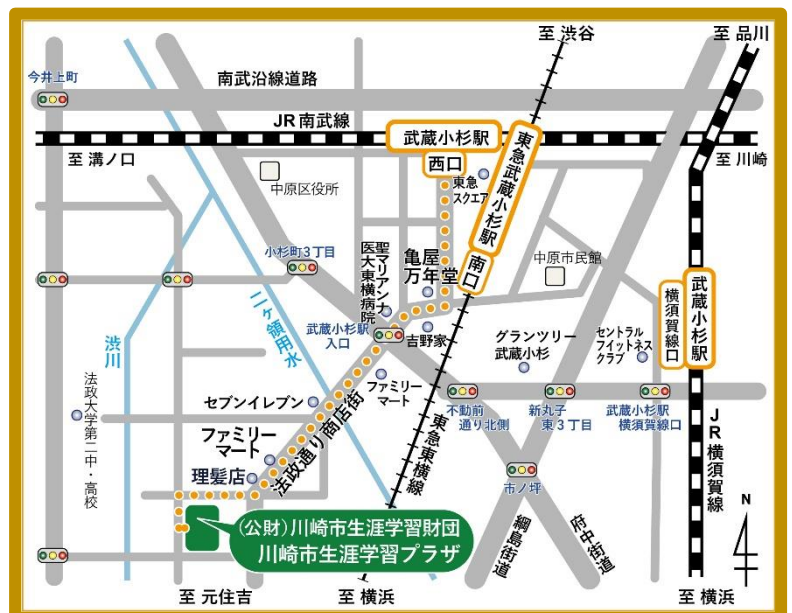 至 渋谷
至 品川
今井上町
南武沿線道路
JR南武線
武蔵小杉駅
西口
東急武蔵小杉駅
南口
至 溝ノ口
至 川崎
東急
スクエア
中原区役所
小杉町3丁目
聖マリアンナ
医大東横病院
亀屋
万年堂
中原市民館
武蔵小杉駅
横須賀線口
二ヶ領用水
渋川
武蔵小杉駅
入口
吉野家
グランツリー
武蔵小杉
セントラル
フイットネス
クラブ
ファミリー
マート
セブンイレブン
法政通り商店街
不動前
通り北側
新丸子
東3丁目
武蔵小杉駅
横須賀線口
法政大学第二中・高校
ファミリー
マート
理髪店
東急東横線
JR横須賀線
市ノ坪
綱島街道
府中街道
N
(公財)川崎市生涯学習財団
川崎市生涯学習プラザ
至 元住吉
至 横浜
至 横浜